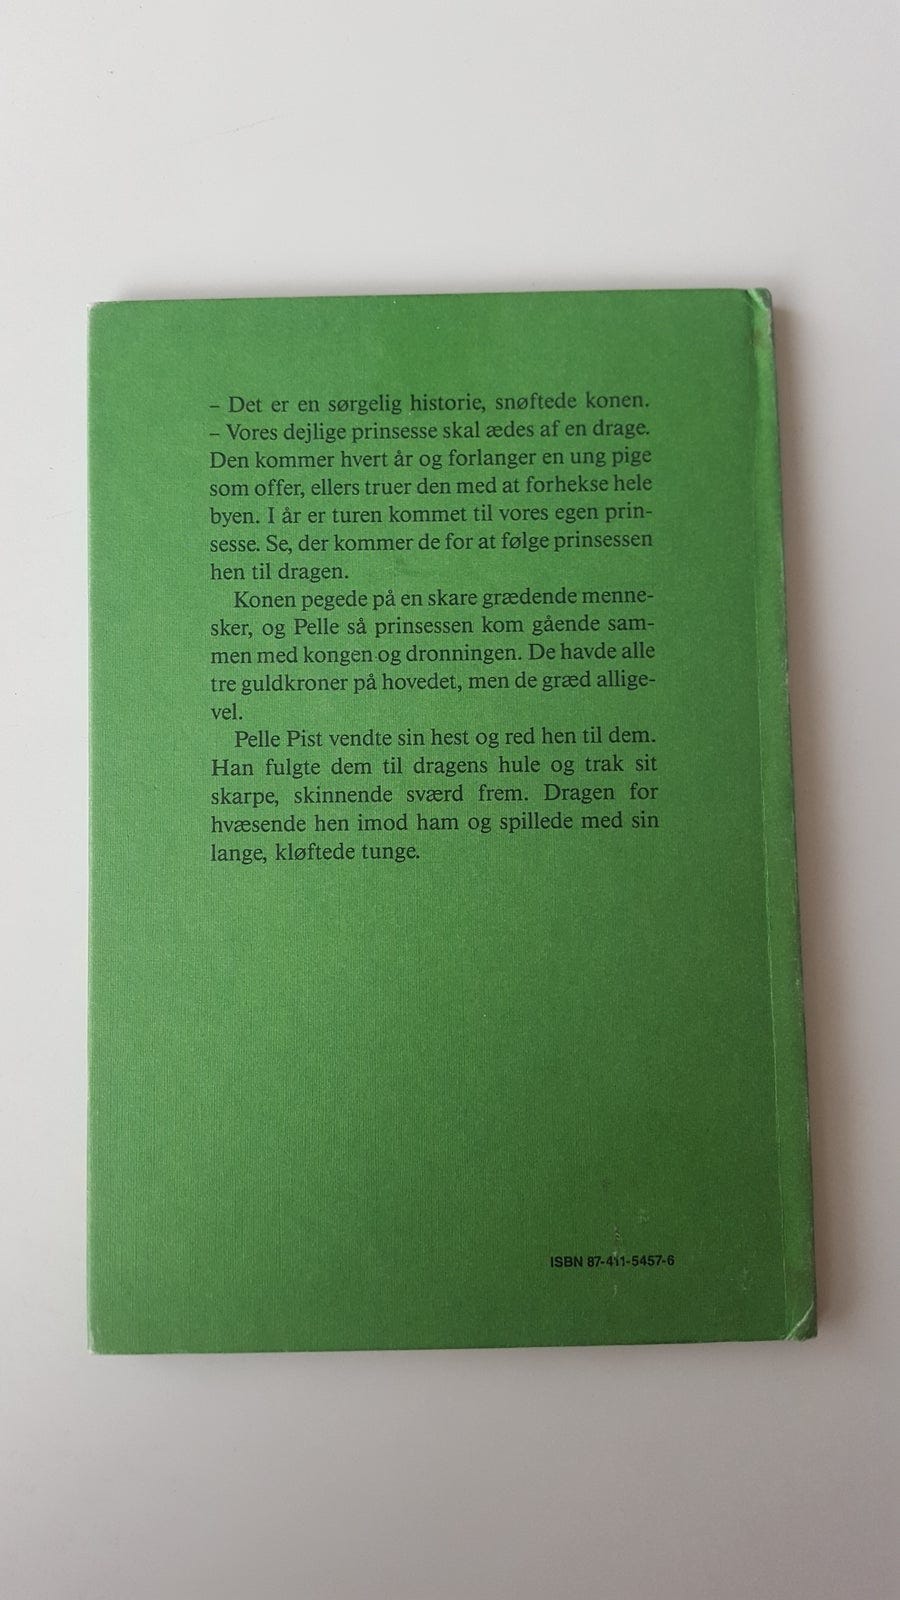 – Det er en sørgelig historie, snøftede konen.
– Vores dejlige prinsesse skal ædes af en drage.
Den kommer hvert år og forlanger en ung pige
som offer, ellers truer den med at forhekse hele
byen. I år er turen kommet til vores egen prin-
sesse. Se, der kommer de for at følge prinsessen
hen til dragen.
Konen pegede på en skare grædende menne-
sker, og Pelle så prinsessen kom gående sam-
men med kongen og dronningen. De havde alle
tre guldkroner på hovedet, men de græd allige-
vel.
Pelle Pist vendte sin hest og red hen til dem.
Han fulgte dem til dragens hule og trak sit
skarpe, skinnende sværd frem. Dragen for
hvæsende hen imod ham og spillede med sin
lange, kløftede tunge.
ISBN 87-411-5457-6